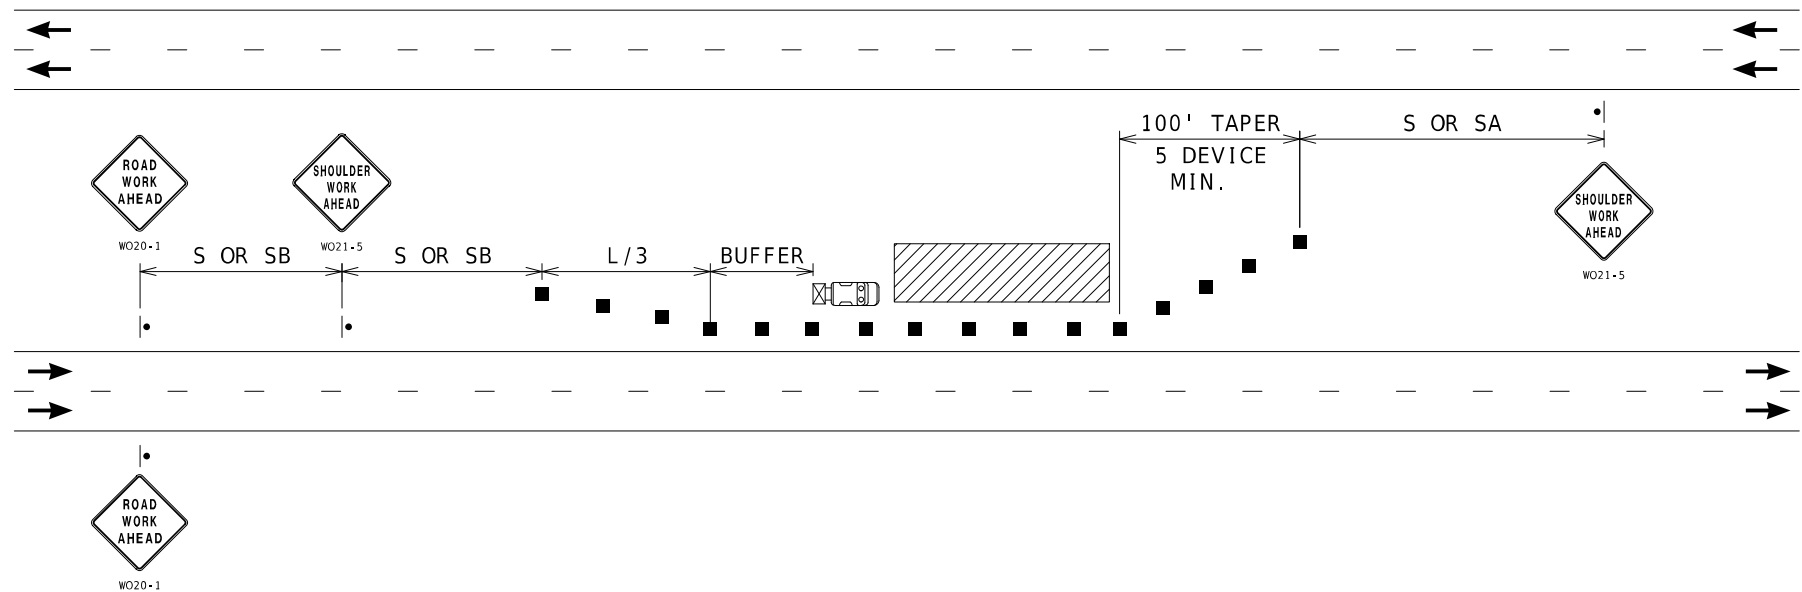 100' TAPER
S OR SA
5 DEVICE
MIN.
ROAD
WORK
AHEAD
WO20-1
SHOULDER
WORK
AHEAD
WO21-5
SHOULDER
WORK
AHEAD
WO21-5
S OR SB
S OR SB
L/3
BUFFER
ROAD
WORK
AHEAD
WO20-1